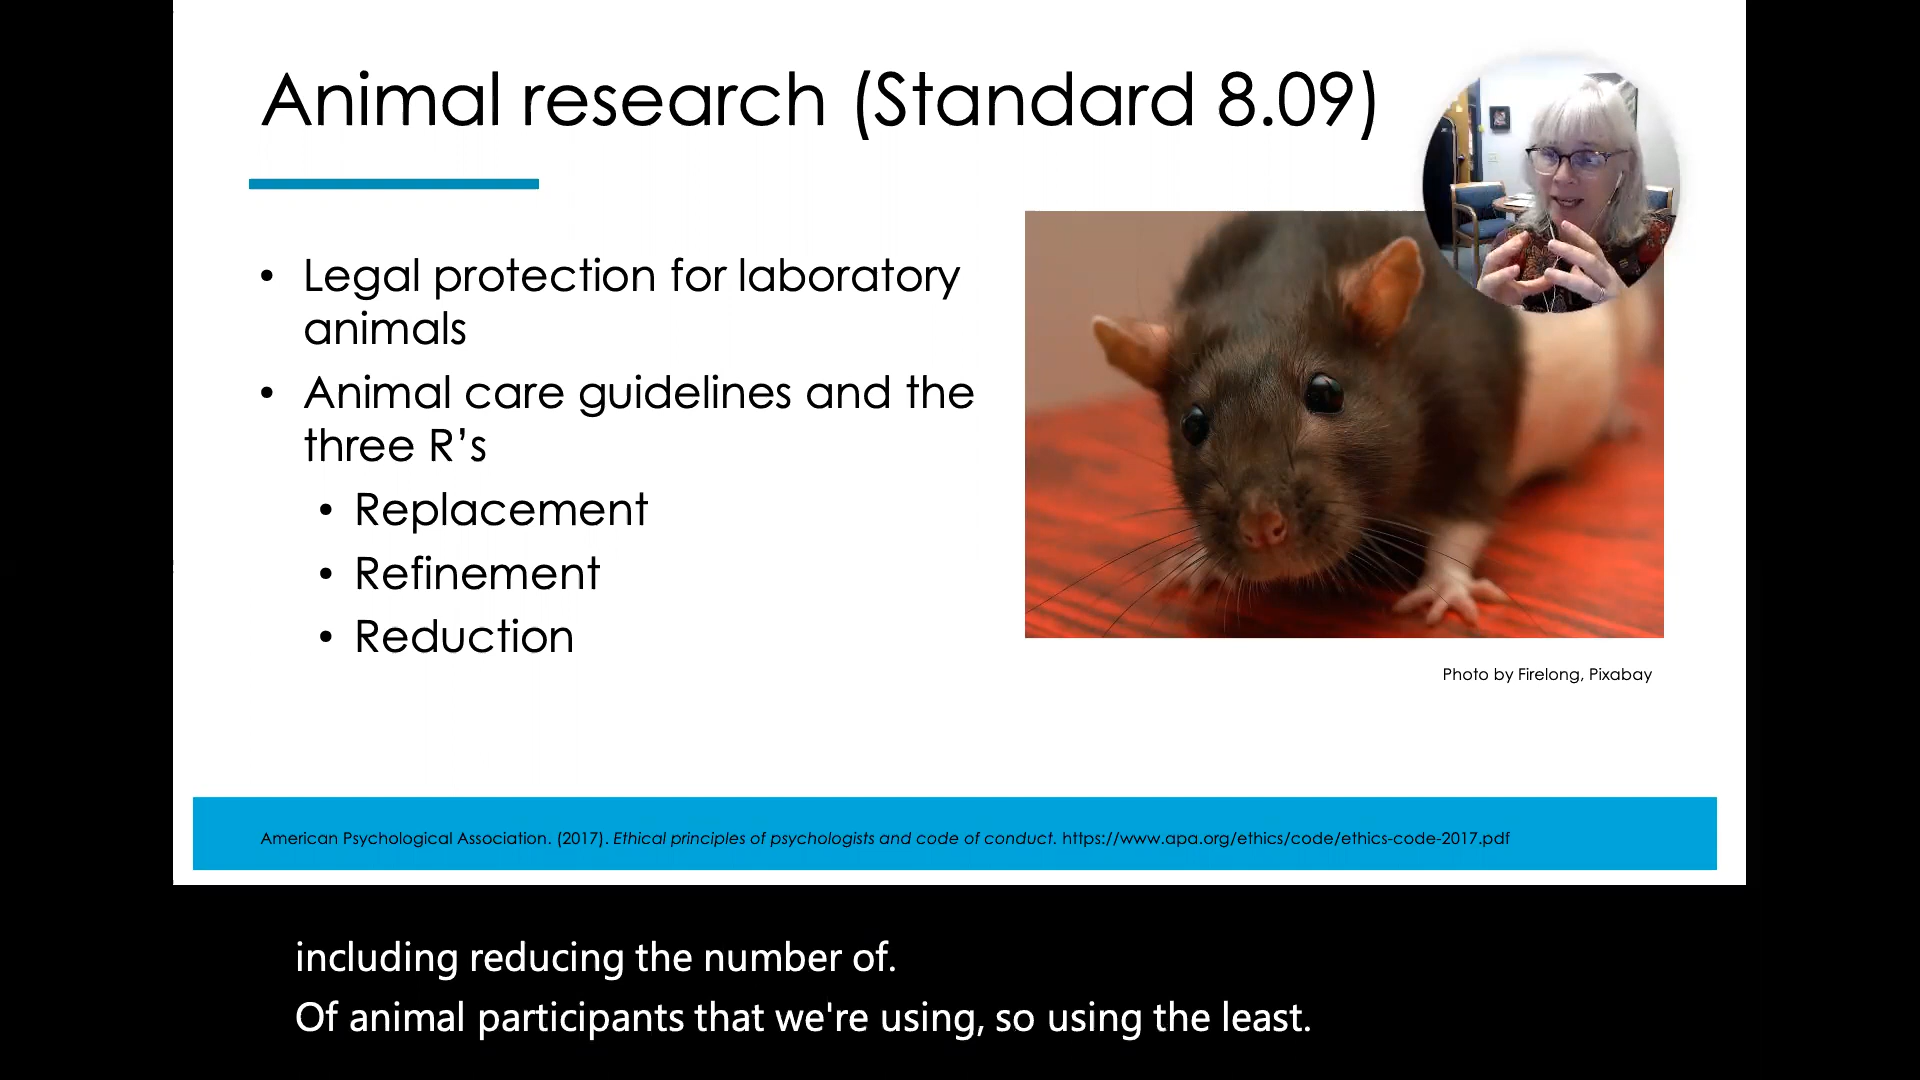 Animal research (Standard 8.09)
• Legal protection for laboratory
animals
• Animal care guidelines and the
three R’s
• Replacement
• Refinement
• Reduction
Photo by Firelong, Pixabay
American Psychological Association. (2017). Ethical principles of psychologists and code of conduct. https://www.apa.org/ethics/code/ethics-code-2017.pdf
including reducing the number of.
Of animal participants that we're using, so using the least.